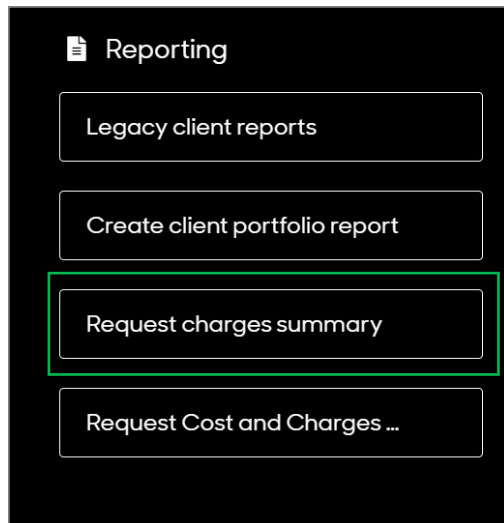 Reporting
Legacy client reports
Create client portfolio report
Request charges summary
Request Cost and Charges ...